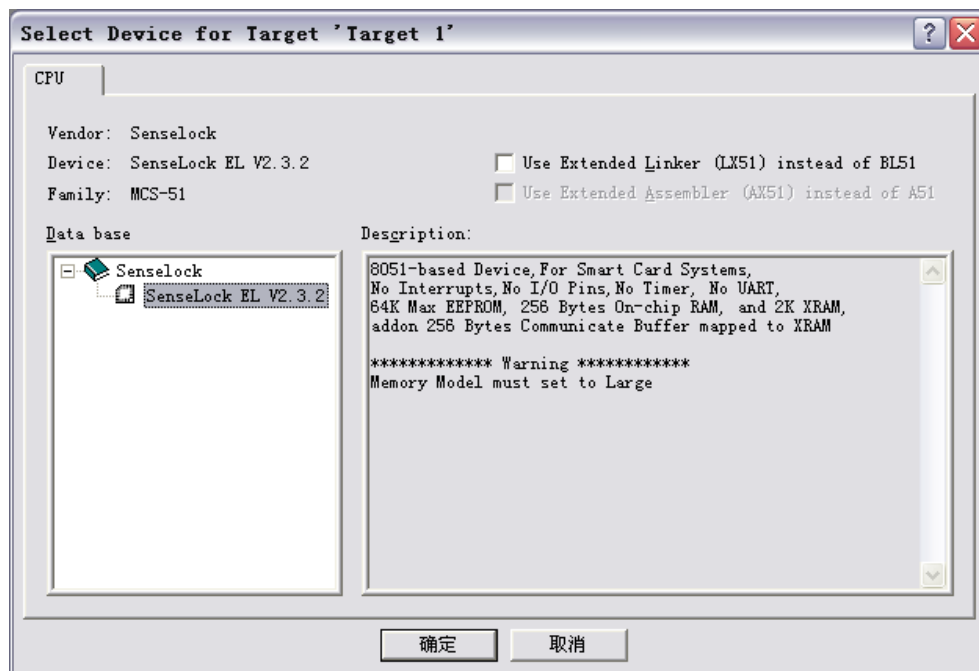 Select Device for Target 'Target 1'
CPU
Vendor: Senselock
Device: SenseLock EL V2.3.2
Use Extended Linker (LX51) instead of BL51
Family: MCS-51
Use Extended Assembler (AX51) instead of A51
Data base
Description:
Senselock
SenseLock EL V2.3.2
8051-based Device,For Smart Card Systems,
No Interrupts,No I/O Pins,No Timer, No UART,
64K Max EEPROM, 256 Bytes On-chip RAM, and 2K XRAM,
addon 256 Bytes Communicate Buffer mapped to XRAM
************* Warning ************
Memory Model must set to Large
确定
取消